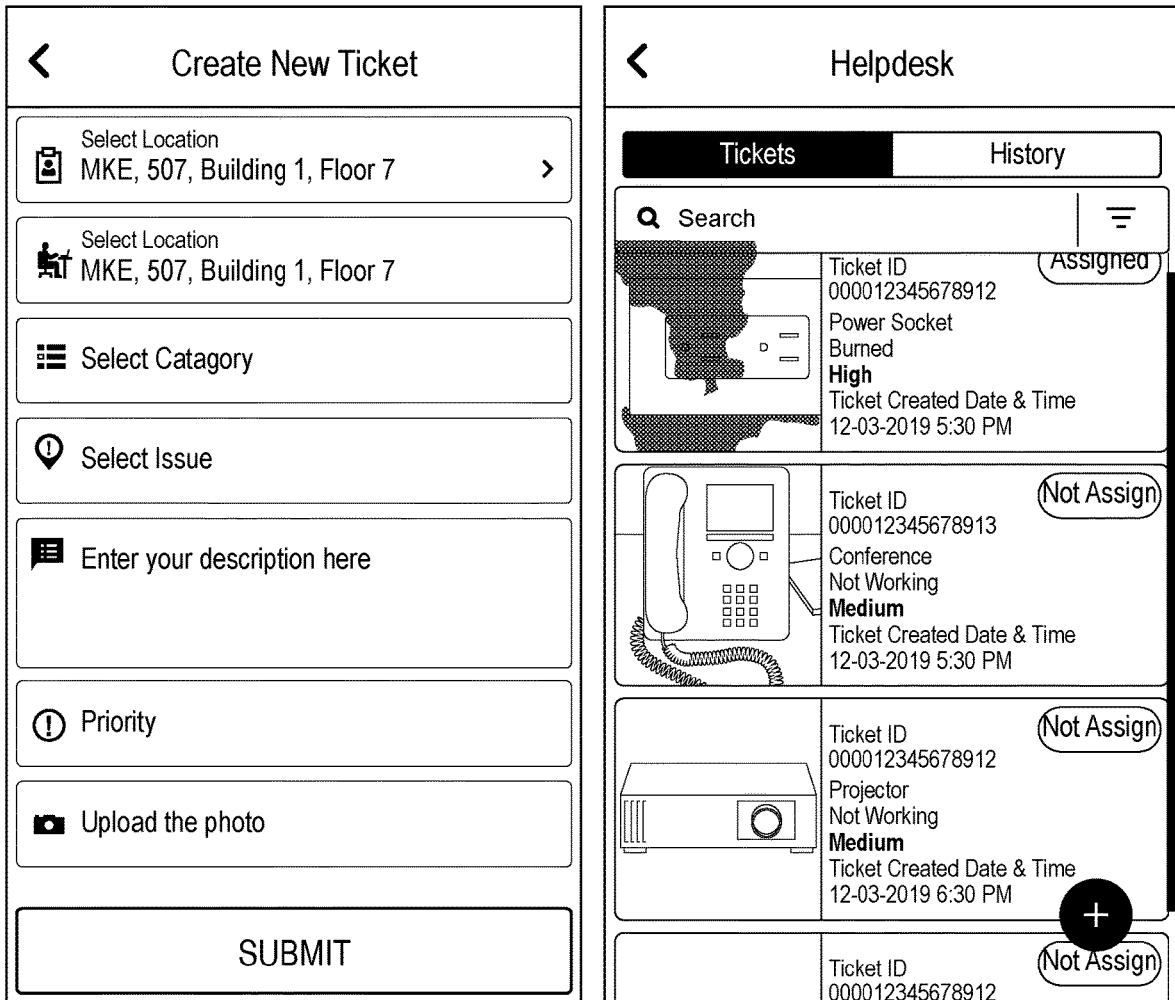 Create New Ticket
Select Location
MKE, 507, Building 1, Floor 7
Select Location
MKE, 507, Building 1, Floor 7
Select Catagory
Select Issue
Enter your description here
Priority
Upload the photo
SUBMIT
Helpdesk
Tickets History
Search
Assigned
Ticket ID
000012345678912
Power Socket
Burned
High
Ticket Created Date & Time
12-03-2019 5:30 PM
Not Assign
Ticket ID
000012345678913
Conference
Not Working
Medium
Ticket Created Date & Time
12-03-2019 5:30 PM
Not Assign
Ticket ID
000012345678912
Projector
Not Working
Medium
Ticket Created Date & Time
12-03-2019 6:30 PM
+
Not Assign
Ticket ID
000012345678912